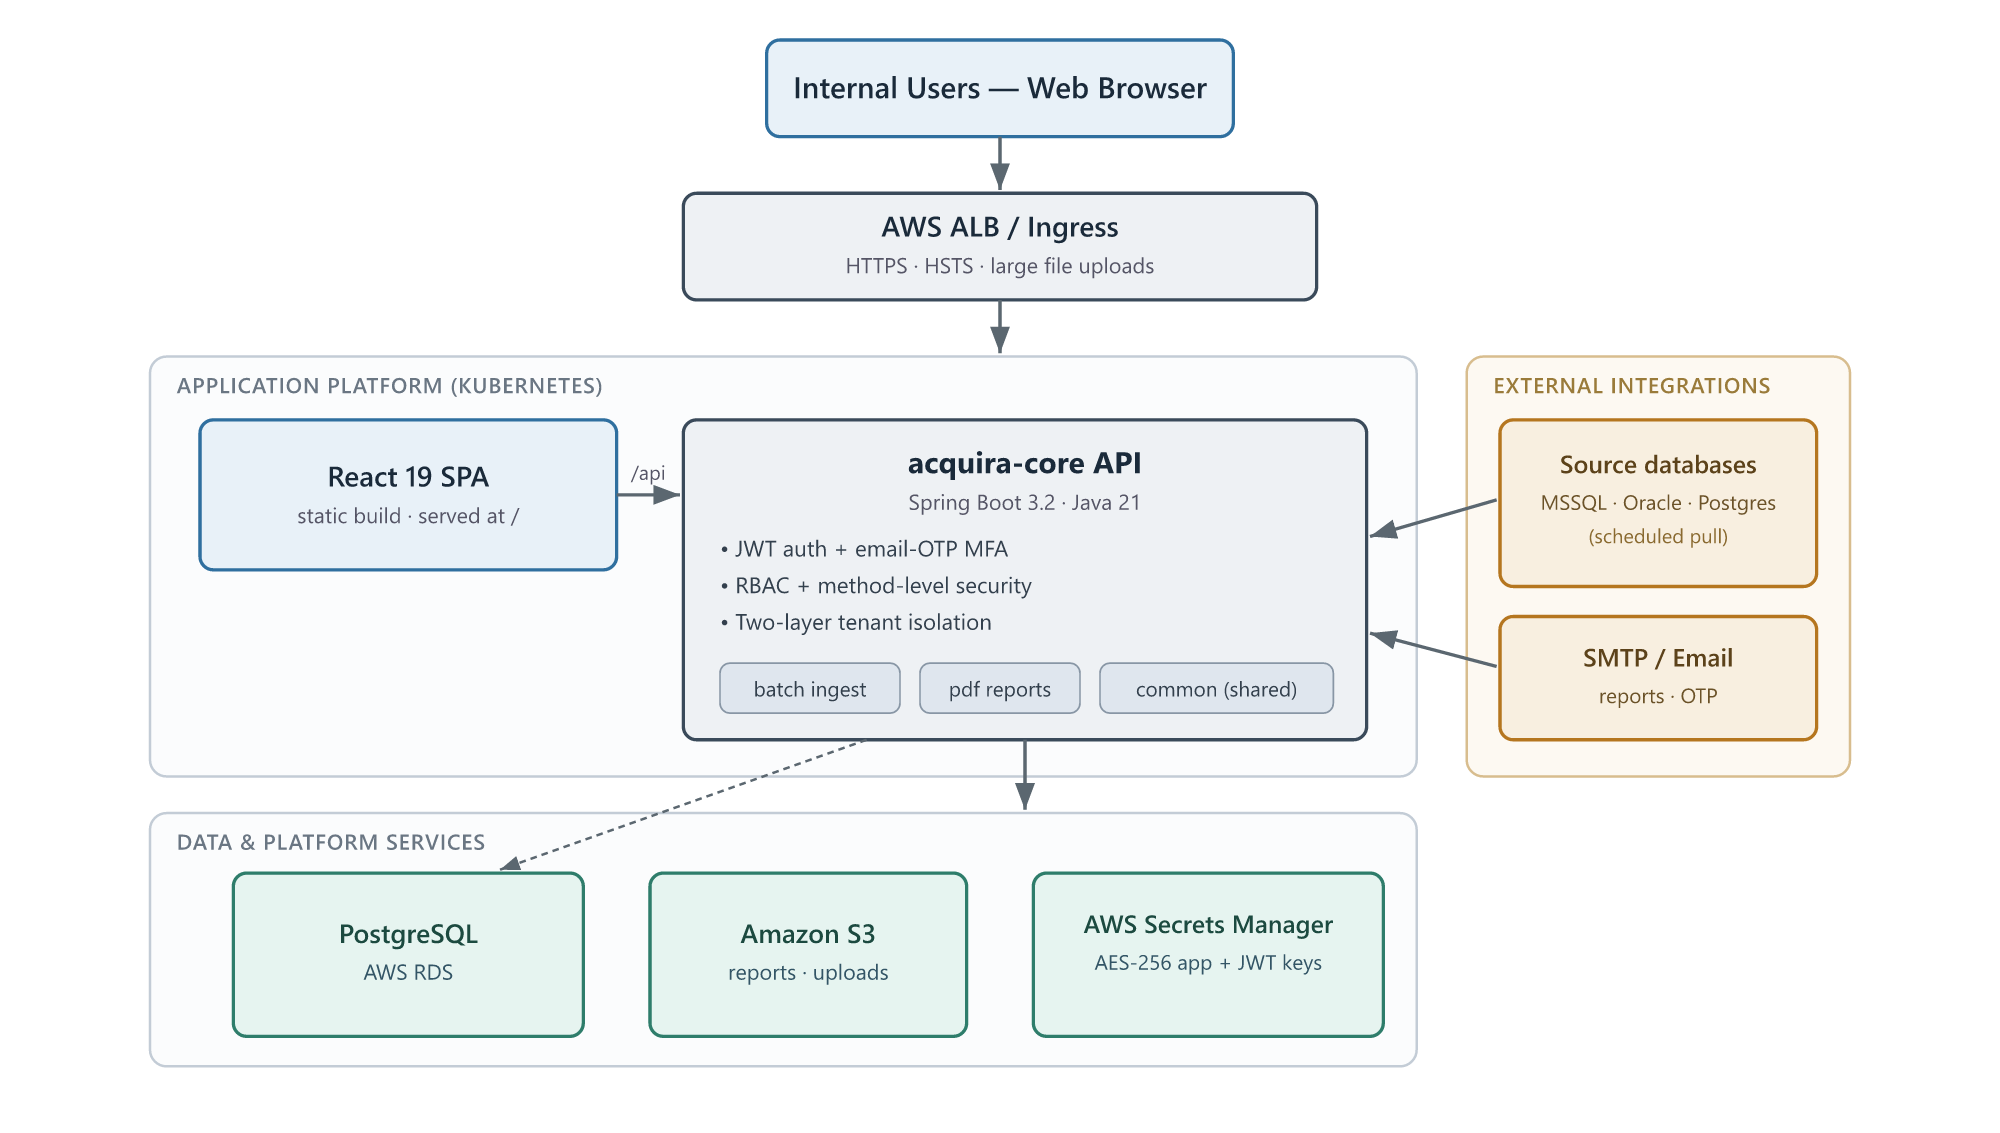 Internal Users — Web Browser
AWS ALB / Ingress
HTTPS · HSTS · large file uploads
APPLICATION PLATFORM (KUBERNETES)
React 19 SPA
static build · served at /
/api
acquira-core API
Spring Boot 3.2 · Java 21
• JWT auth + email-OTP MFA
• RBAC + method-level security
• Two-layer tenant isolation
batch ingest
pdf reports
common (shared)
EXTERNAL INTEGRATIONS
Source databases
MSSQL · Oracle · Postgres
(scheduled pull)
SMTP / Email
reports · OTP
DATA & PLATFORM SERVICES
PostgreSQL
AWS RDS
Amazon S3
reports · uploads
AWS Secrets Manager
AES-256 app + JWT keys